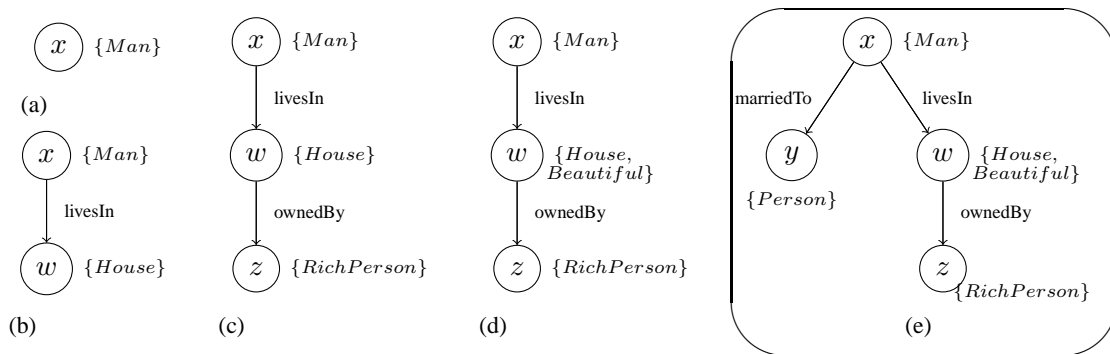 x {Man}
(a)
x {Man}
livesIn
w {House}
(b)
x {Man}
livesIn
w {House}
ownedBy
z {RichPerson}
(c)
x {Man}
livesIn
w {House,
Beautiful}
ownedBy
z {RichPerson}
(d)
x {Man}
marriedTo livesIn
y w {House,
Beautiful}
{Person}
ownedBy
z
{RichPerson}
(e)